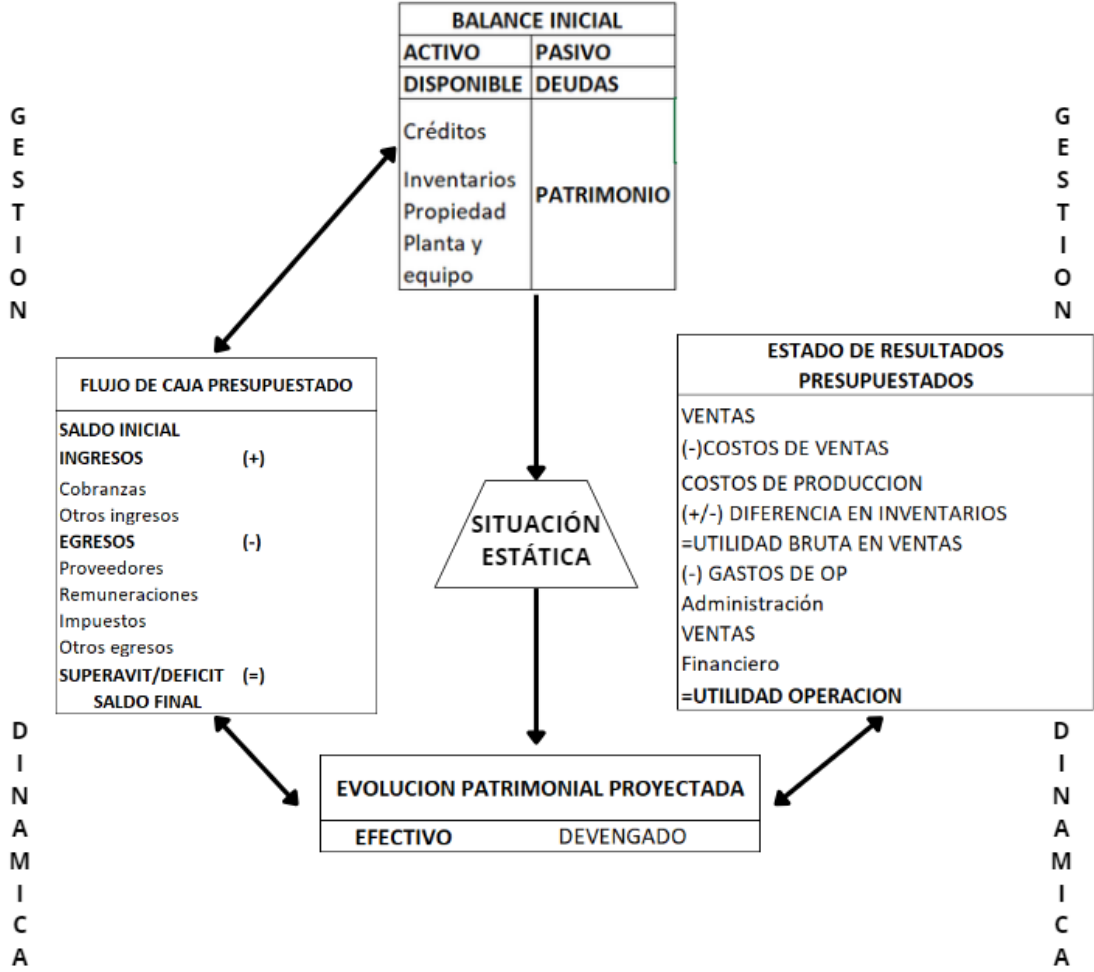 BALANCE INICIAL
ACTIVO PASIVO
DISPONIBLE DEUDAS
Créditos
Inventarios
Propiedad
Planta y
equipo
PATRIMONIO
G
E
S
T
I
O
N
G
E
S
T
I
O
N
FLUJO DE CAJA PRESUPUESTADO
SALDO INICIAL
INGRESOS (+)
Cobranzas
Otros ingresos
EGRESOS (-)
Proveedores
Remuneraciones
Impuestos
Otros egresos
SUPERAVIT/DEFICIT (=)
SALDO FINAL
SITUACIÓN
ESTÁTICA
ESTADO DE RESULTADOS
PRESUPUESTADOS
VENTAS
(-)COSTOS DE VENTAS
COSTOS DE PRODUCCION
(+/-) DIFERENCIA EN INVENTARIOS
=UTILIDAD BRUTA EN VENTAS
(-) GASTOS DE OP
Administración
VENTAS
Financiero
=UTILIDAD OPERACION
D
I
N
A
M
I
C
A
EVOLUCION PATRIMONIAL PROYECTADA
EFECTIVO DEVENGADO
D
I
N
A
M
I
C
A